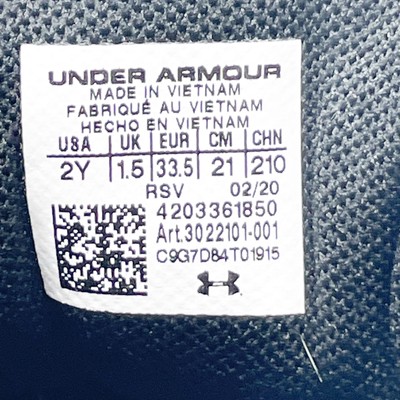 UNDER ARMOUR
MADE IN VIETNAM
FABRIQUÉ AU VIETNAM
HECHO EN VIETNAM
USA UK EUR CM CHN
2Y 1.5 33.5 21 210
RSV 02/20
4203361850
Art.3022101-001
C9G7D84T01915